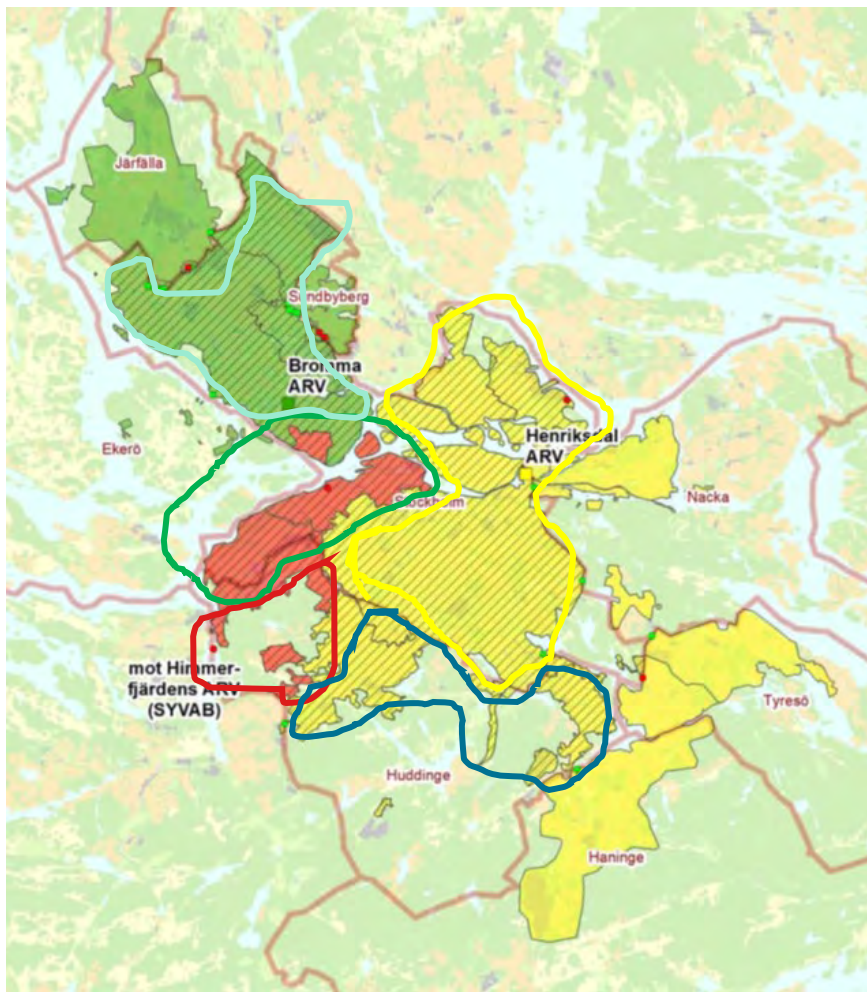 Järfälla
Sundbyberg
Bromma
ARV
Ekerö
Henriksdal
ARV
Stockholm
Nacka
mot Himmer-
fjärdens ARV
(SYVAB)
Tyresö
Huddinge
Haninge